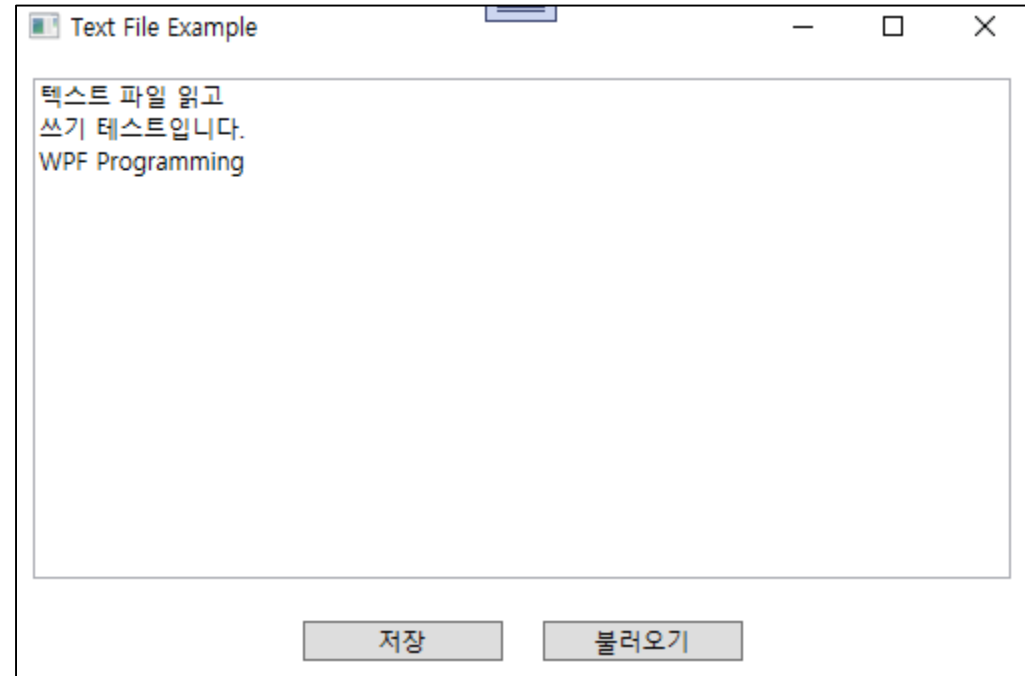 Text File Example
텍스트 파일 읽고
쓰기 테스트입니다.
WPF Programming
저장
불러오기